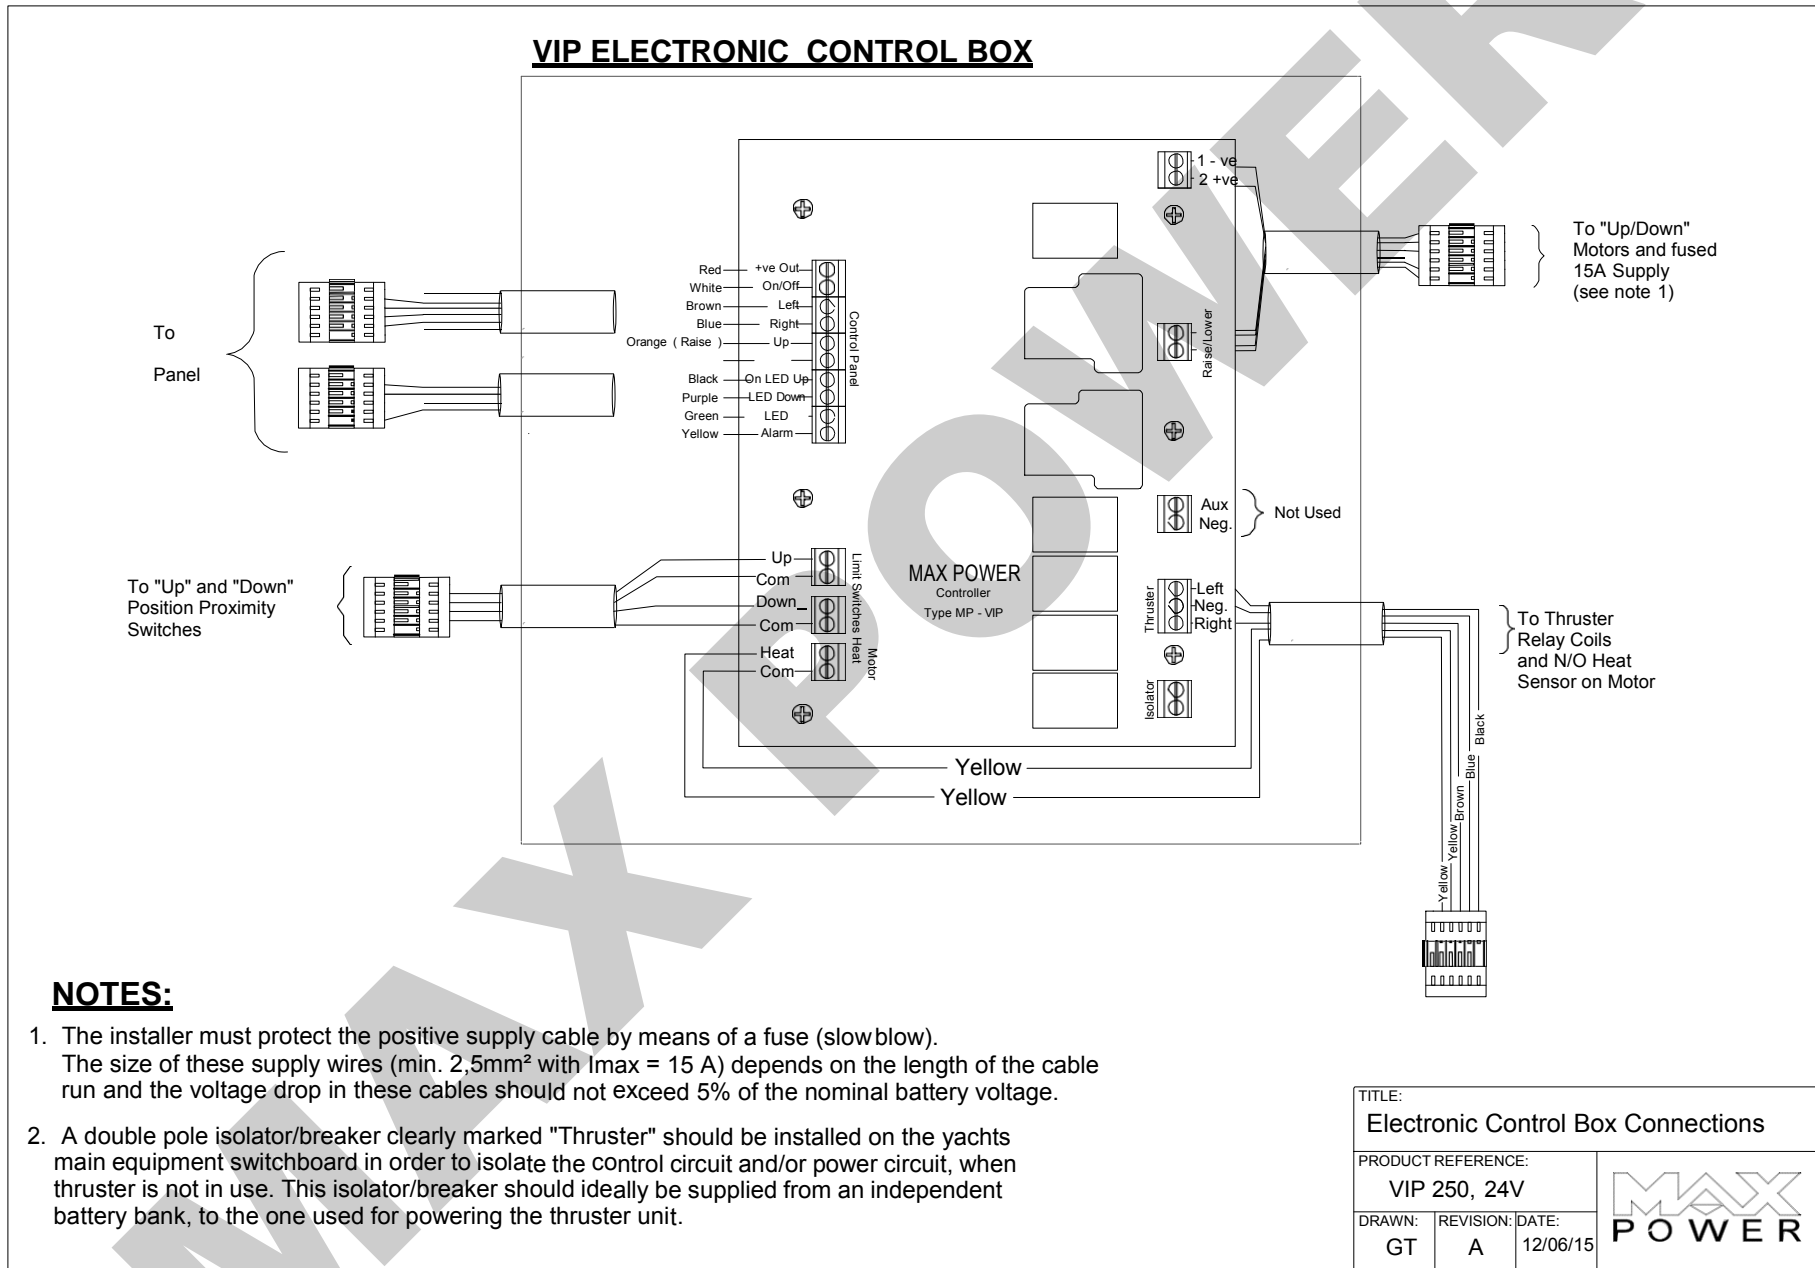 VIP ELECTRONIC CONTROL BOX
1 - ve
2 +ve
To "Up/Down"
Motors and fused
15A Supply
(see note 1)
To
Panel
Red +ve Out
White On/Off
Brown Left
Blue Right
Orange ( Raise ) Up
Black On LED Up
Purple LED Down
Green LED
Yellow Alarm
Control Panel
Raise/Lower
Aux
Neg.
Not Used
To "Up" and "Down"
Position Proximity
Switches
Up
Com
Down
Com
Heat
Com
Limit Switches Heat
Motor
MAX POWER
Controller
Type MP - VIP
Thruster
Left
Neg.
Right
Isolator
To Thruster
Relay Coils
and N/O Heat
Sensor on Motor
Yellow
Yellow
Yellow
Yellow
Brown
Blue
Black
NOTES:
1. The installer must protect the positive supply cable by means of a fuse (slow blow).
The size of these supply wires (min. 2,5mm² with Imax = 15 A) depends on the length of the cable
run and the voltage drop in these cables should not exceed 5% of the nominal battery voltage.
2. A double pole isolator/breaker clearly marked "Thruster" should be installed on the yachts
main equipment switchboard in order to isolate the control circuit and/or power circuit, when
thruster is not in use. This isolator/breaker should ideally be supplied from an independent
battery bank, to the one used for powering the thruster unit.
TITLE:
Electronic Control Box Connections
PRODUCT REFERENCE:
VIP 250, 24V
DRAWN: REVISION: DATE:
GT A 12/06/15
MAX
POWER
MAX POWER